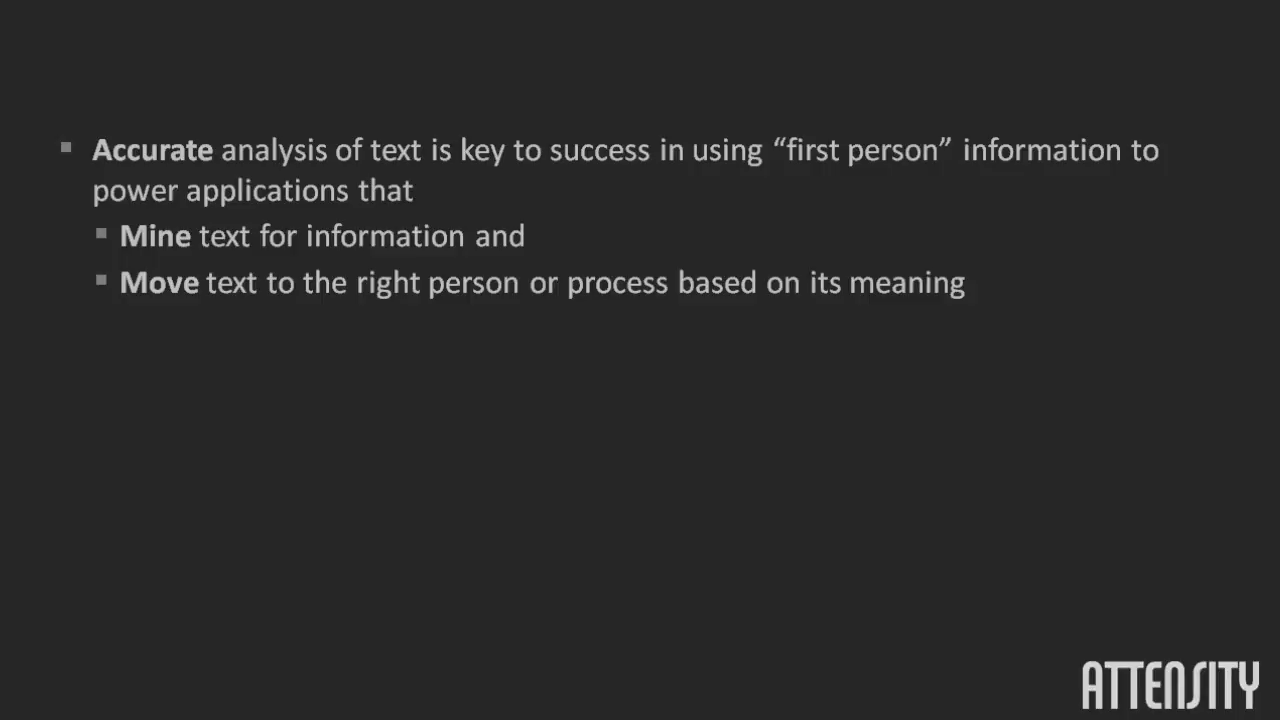 Accurate analysis of text is key to success in using “first person” information to
power applications that
Mine text for information and
Move text to the right person or process based on its meaning
ATTENSITY